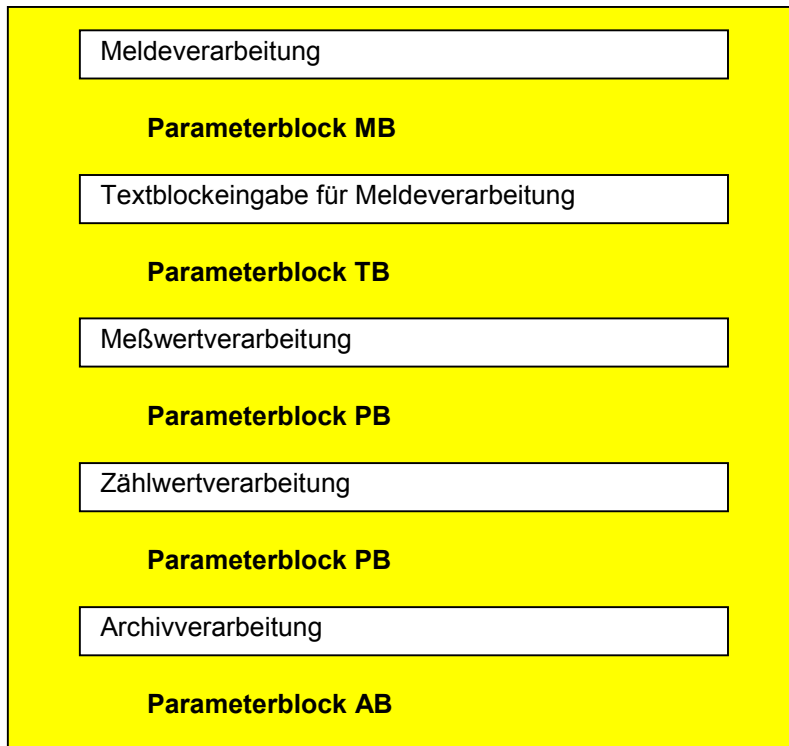 Meldeverarbeitung
Parameterblock MB
Textblockeingabe für Meldeverarbeitung
Parameterblock TB
Meßwertverarbeitung
Parameterblock PB
Zählwertverarbeitung
Parameterblock PB
Archivverarbeitung
Parameterblock AB